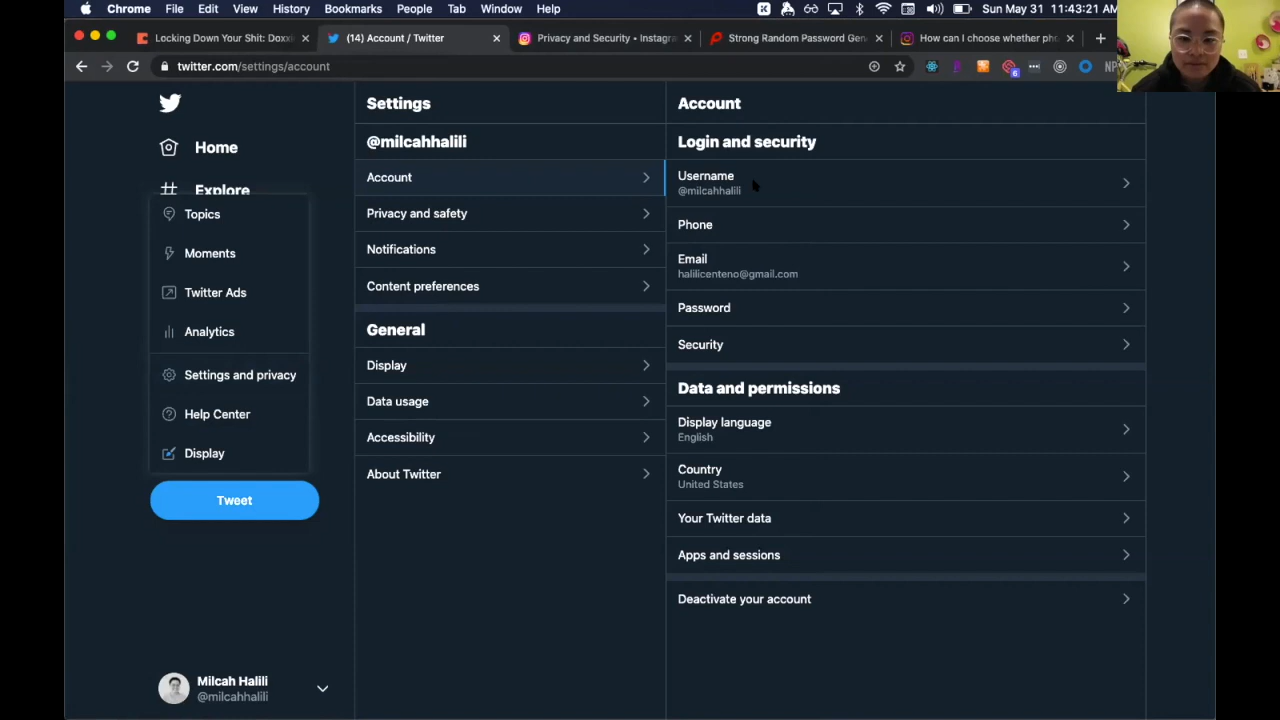 Chrome File Edit View History Bookmarks People Tab Window Help
Sun May 31 11:43:21 AM
Locking Down Your Shit: Doxxi
(14) Account / Twitter
Privacy and Security • Instagra
Strong Random Password Gen
How can I choose whether pho
twitter.com/settings/account
6
NP
Home
Explore
Topics
Moments
Twitter Ads
Analytics
Settings and privacy
Help Center
Display
Tweet
Milcah Halili
@milcahhalili
Settings
@milcahhalili
Account
Privacy and safety
Notifications
Content preferences
General
Display
Data usage
Accessibility
About Twitter
Account
Login and security
Username
@milcahhalili
Phone
Email
halilicenteno@gmail.com
Password
Security
Data and permissions
Display language
English
Country
United States
Your Twitter data
Apps and sessions
Deactivate your account